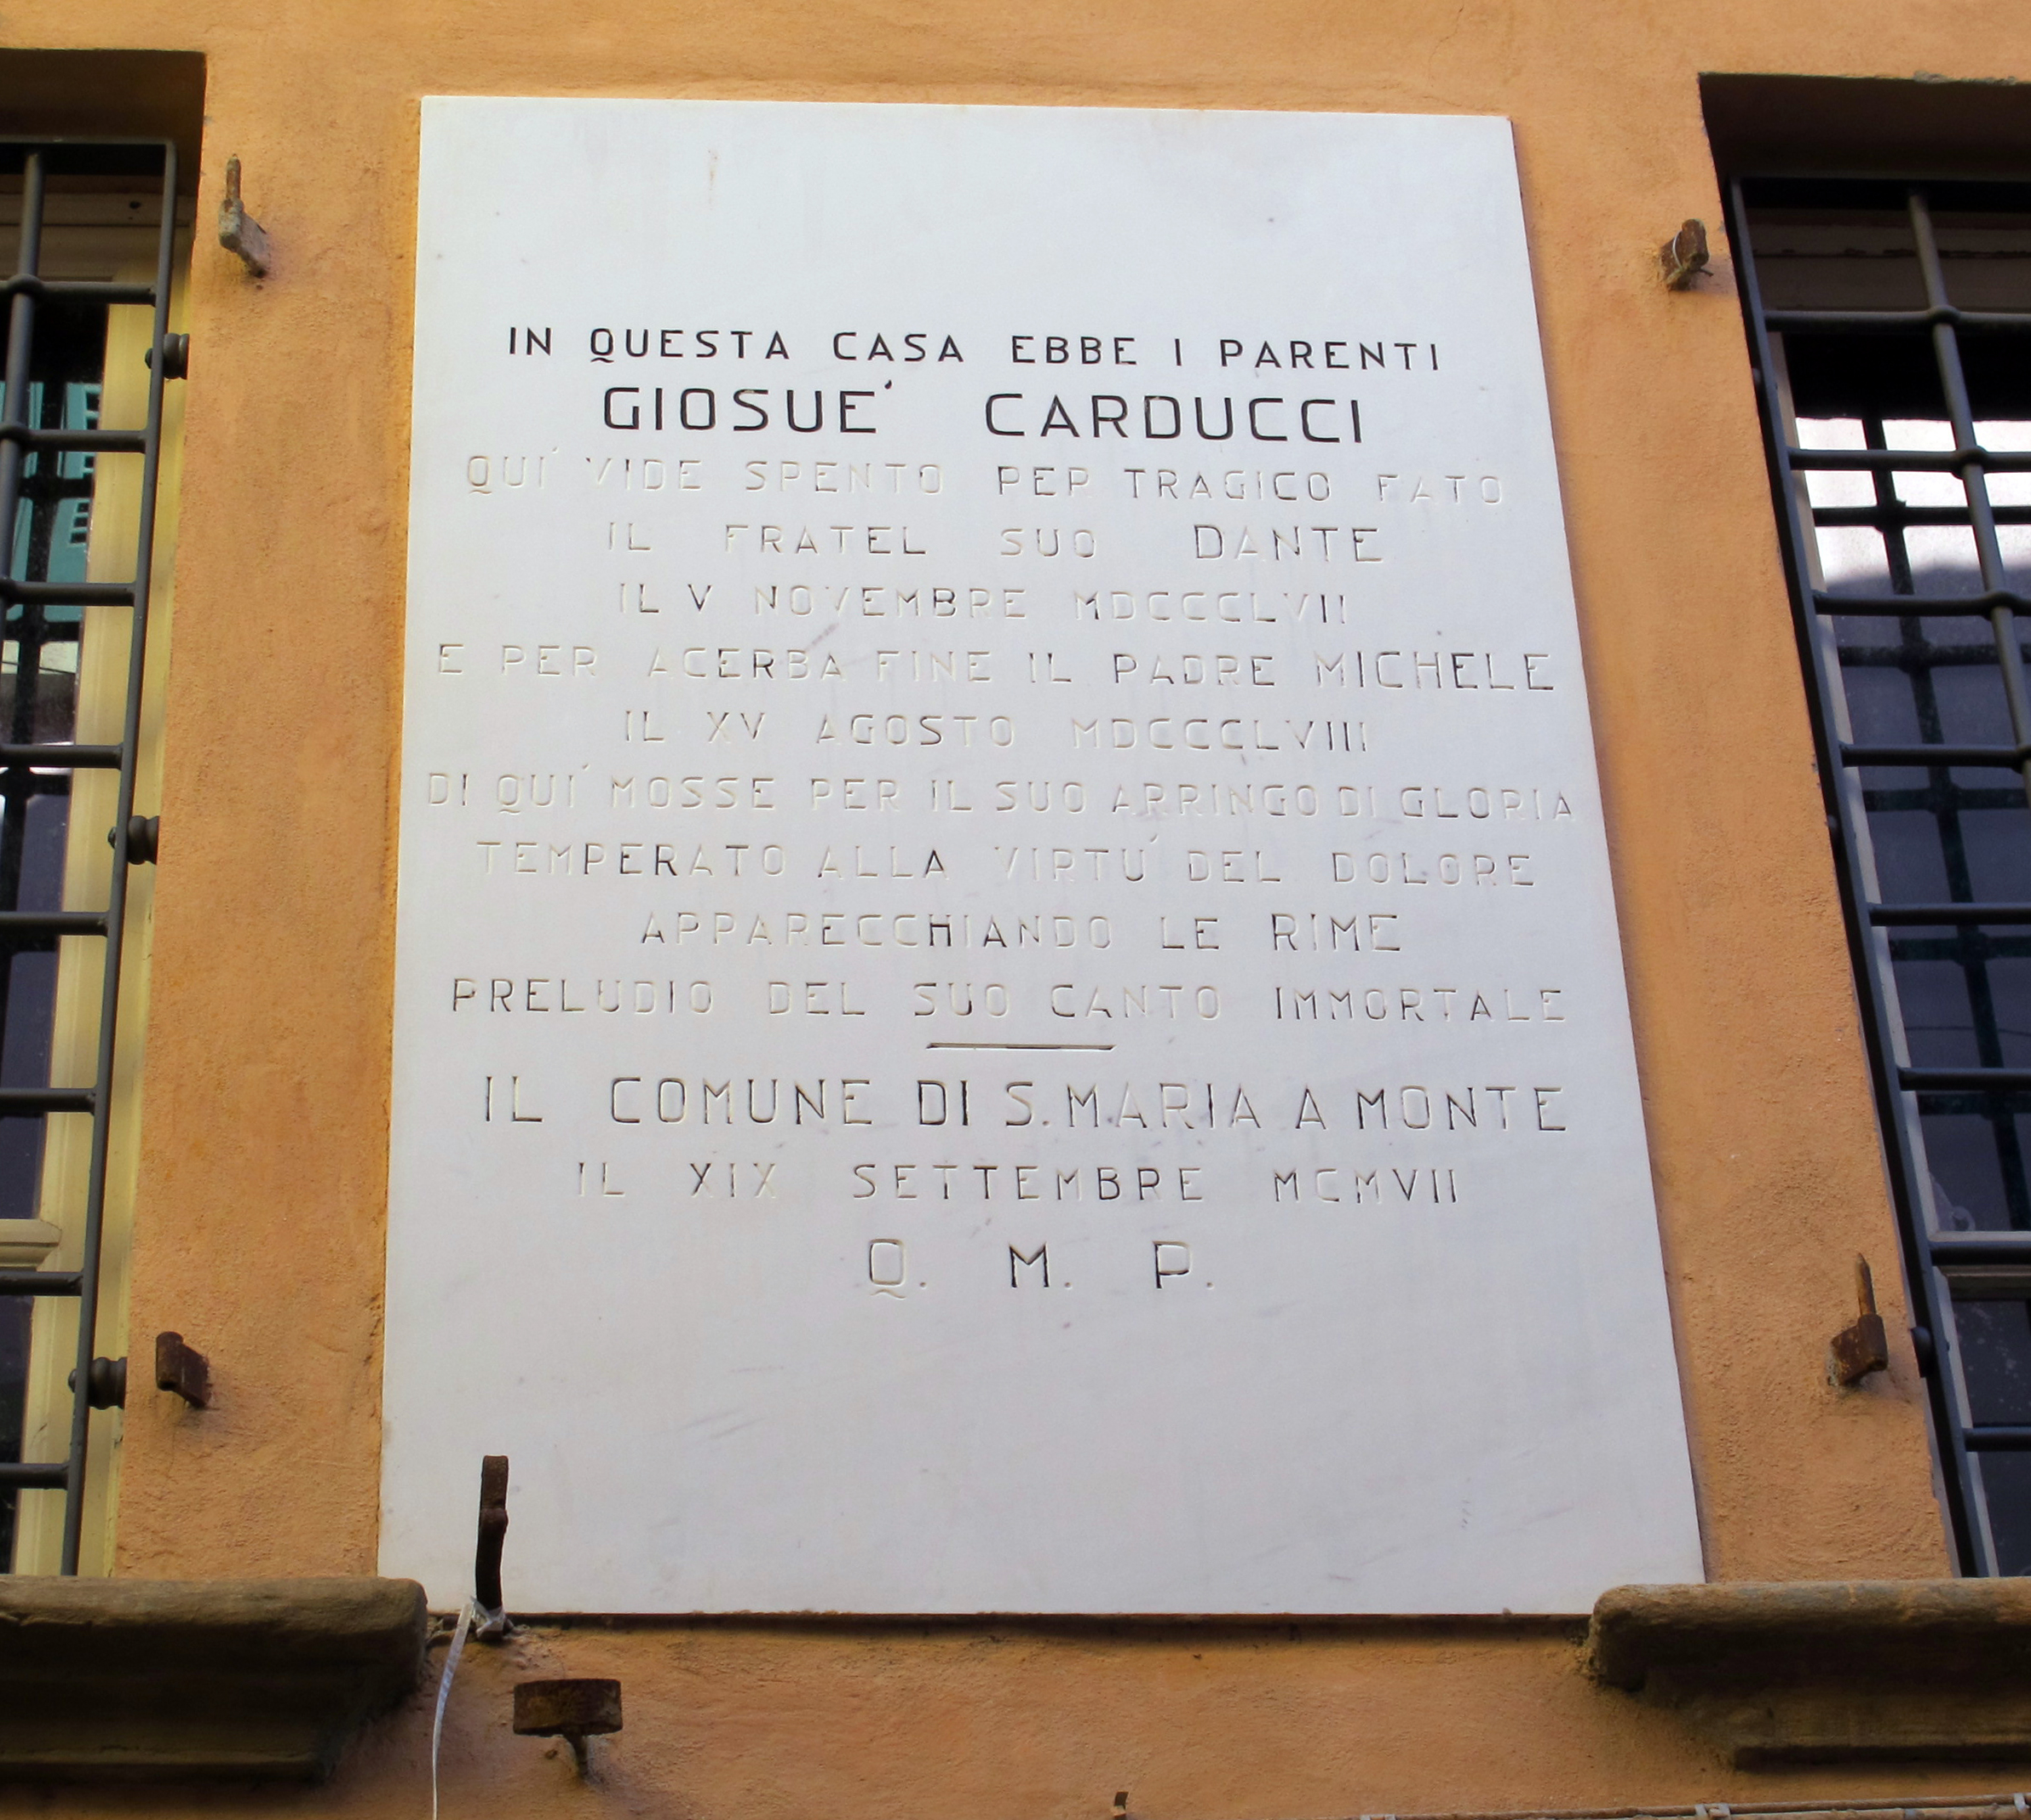 IN QUESTA CASA EBBE I PARENTI
GIOSUE' CARDUCCI
QUI' VIDE SPENTO PER TRAGICO FATO
IL FRATEL SUO DANTE
IL V NOVEMBRE MDCCCLVII
E PER ACERBA FINE IL PADRE MICHELE
IL XV AGOSTO MDCCCLVIII
DI QUI' MOSSE PER IL SUO ARRINGO DI GLORIA
TEMPERATO ALLA VIRTU' DEL DOLORE
APPARECCHIANDO LE RIME
PRELUDIO DEL SUO CANTO IMMORTALE
IL COMUNE DI S. MARIA A MONTE
IL XIX SETTEMBRE MCMVII
Q. M. P.